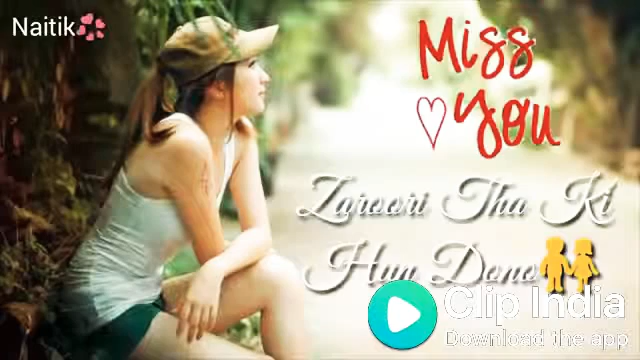 Naitik💞
Miss
♡You
Zaroori Tha Ki
Hum Dono👫
Clip India
Download the app